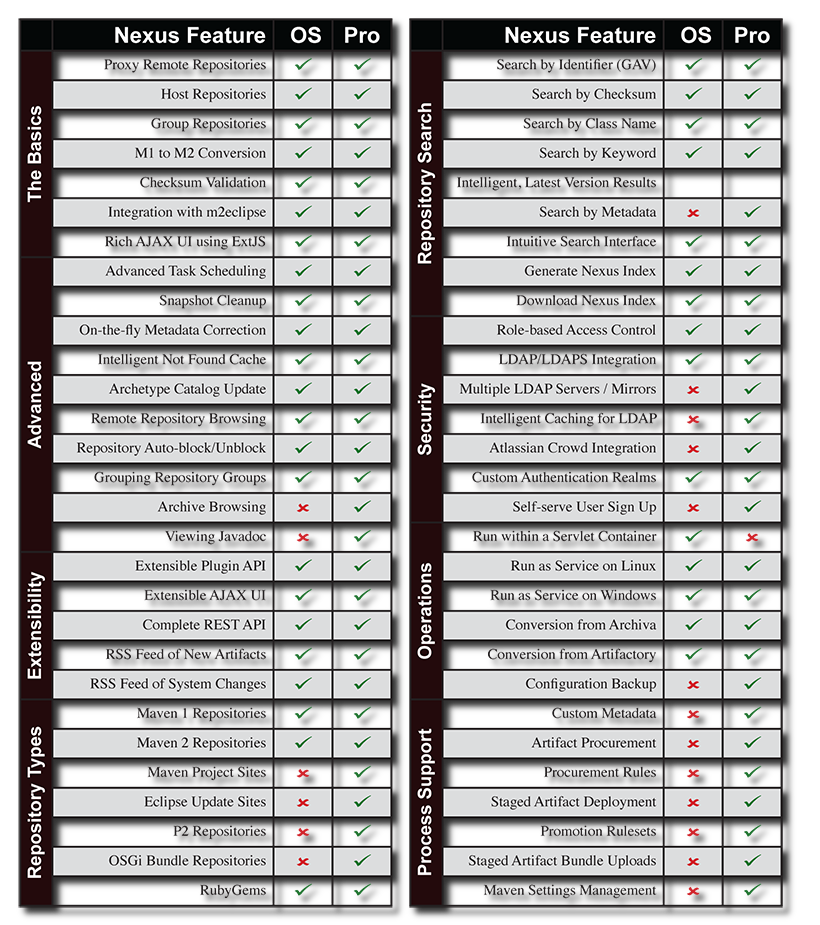 Nexus Feature OS Pro
The Basics
Proxy Remote Repositories ✓ ✓
Host Repositories ✓ ✓
Group Repositories ✓ ✓
M1 to M2 Conversion ✓ ✓
Checksum Validation ✓ ✓
Integration with m2eclipse ✓ ✓
Rich AJAX UI using ExtJS ✓ ✓
Advanced
Advanced Task Scheduling ✓ ✓
Snapshot Cleanup ✓ ✓
On-the-fly Metadata Correction ✓ ✓
Intelligent Not Found Cache ✓ ✓
Archetype Catalog Update ✓ ✓
Remote Repository Browsing ✓ ✓
Repository Auto-block/Unblock ✓ ✓
Grouping Repository Groups ✓ ✓
Archive Browsing ✗ ✓
Viewing Javadoc ✗ ✓
Extensibility
Extensible Plugin API ✓ ✓
Extensible AJAX UI ✓ ✓
Complete REST API ✓ ✓
RSS Feed of New Artifacts ✓ ✓
RSS Feed of System Changes ✓ ✓
Repository Types
Maven 1 Repositories ✓ ✓
Maven 2 Repositories ✓ ✓
Maven Project Sites ✗ ✓
Eclipse Update Sites ✗ ✓
P2 Repositories ✗ ✓
OSGi Bundle Repositories ✗ ✓
RubyGems ✓ ✓
Nexus Feature OS Pro
Repository Search
Search by Identifier (GAV) ✓ ✓
Search by Checksum ✓ ✓
Search by Class Name ✓ ✓
Search by Keyword ✓ ✓
Intelligent, Latest Version Results
Search by Metadata ✗ ✓
Intuitive Search Interface ✓ ✓
Generate Nexus Index ✓ ✓
Download Nexus Index ✓ ✓
Security
Role-based Access Control ✓ ✓
LDAP/LDAPS Integration ✓ ✓
Multiple LDAP Servers / Mirrors ✗ ✓
Intelligent Caching for LDAP ✗ ✓
Atlassian Crowd Integration ✗ ✓
Custom Authentication Realms ✓ ✓
Self-serve User Sign Up ✗ ✓
Operations
Run within a Servlet Container ✓ ✗
Run as Service on Linux ✓ ✓
Run as Service on Windows ✓ ✓
Conversion from Archiva ✓ ✓
Conversion from Artifactory ✓ ✓
Configuration Backup ✗ ✓
Process Support
Custom Metadata ✗ ✓
Artifact Procurement ✗ ✓
Procurement Rules ✗ ✓
Staged Artifact Deployment ✗ ✓
Promotion Rulesets ✗ ✓
Staged Artifact Bundle Uploads ✗ ✓
Maven Settings Management ✗ ✓